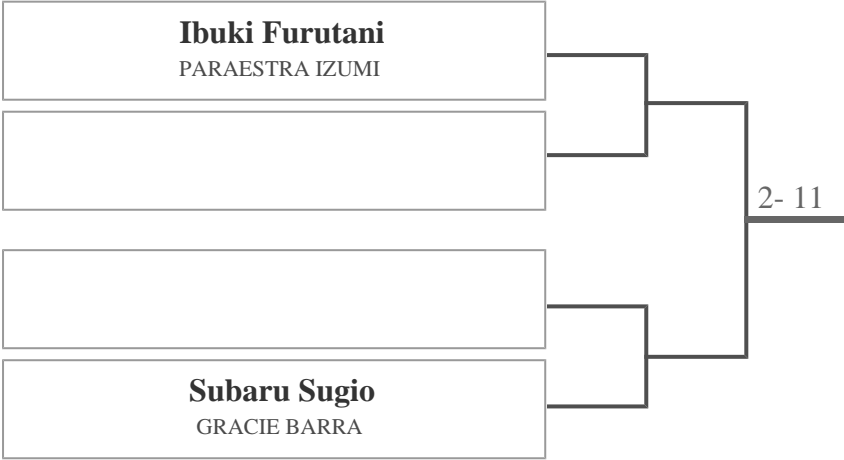 Ibuki Furutani
PARAESTRA IZUMI
2- 11
Subaru Sugio
GRACIE BARRA